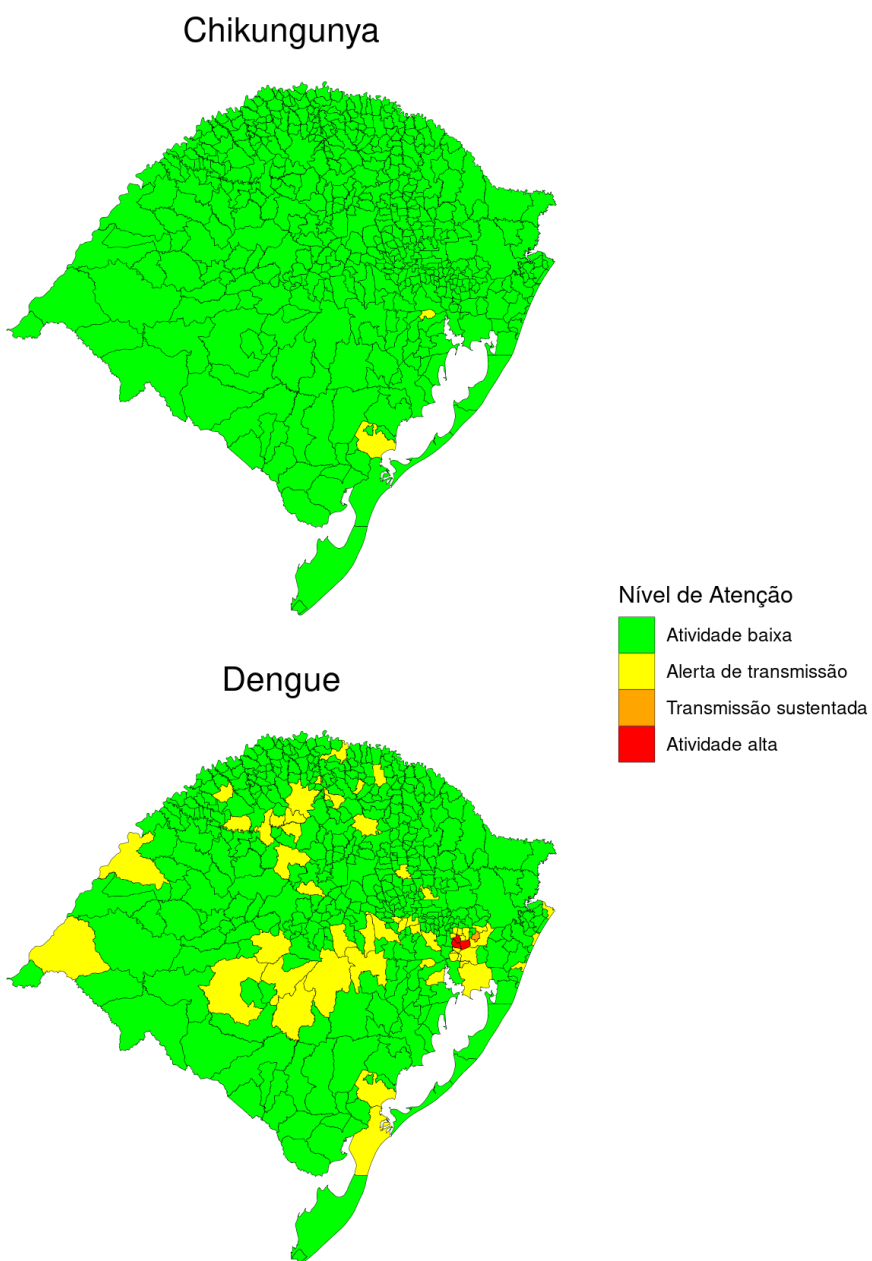 Chikungunya
Nível de Atenção
Atividade baixa
Alerta de transmissão
Transmissão sustentada
Atividade alta
Dengue